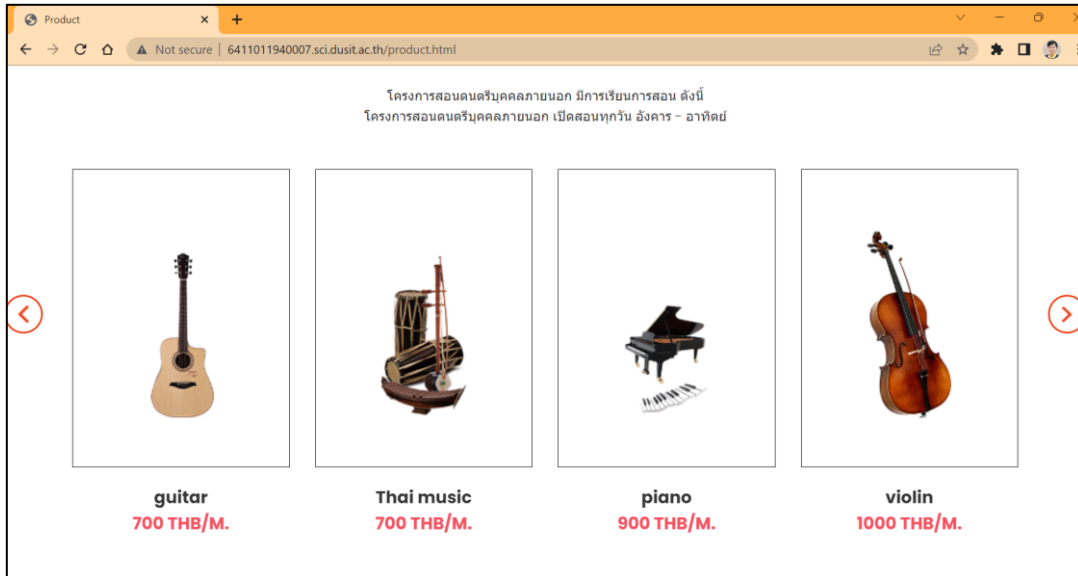 Product
Not secure
6411011940007.sci.dusit.ac.th/product.html
โครงการสอนดนตรีบุคคลภายนอก มีการเรียนการสอน ดังนี้
โครงการสอนดนตรีบุคคลภายนอก เปิดสอนทุกวัน อังคาร - อาทิตย์
guitar
700 THB/M.
Thai music
700 THB/M.
piano
900 THB/M.
violin
1000 THB/M.